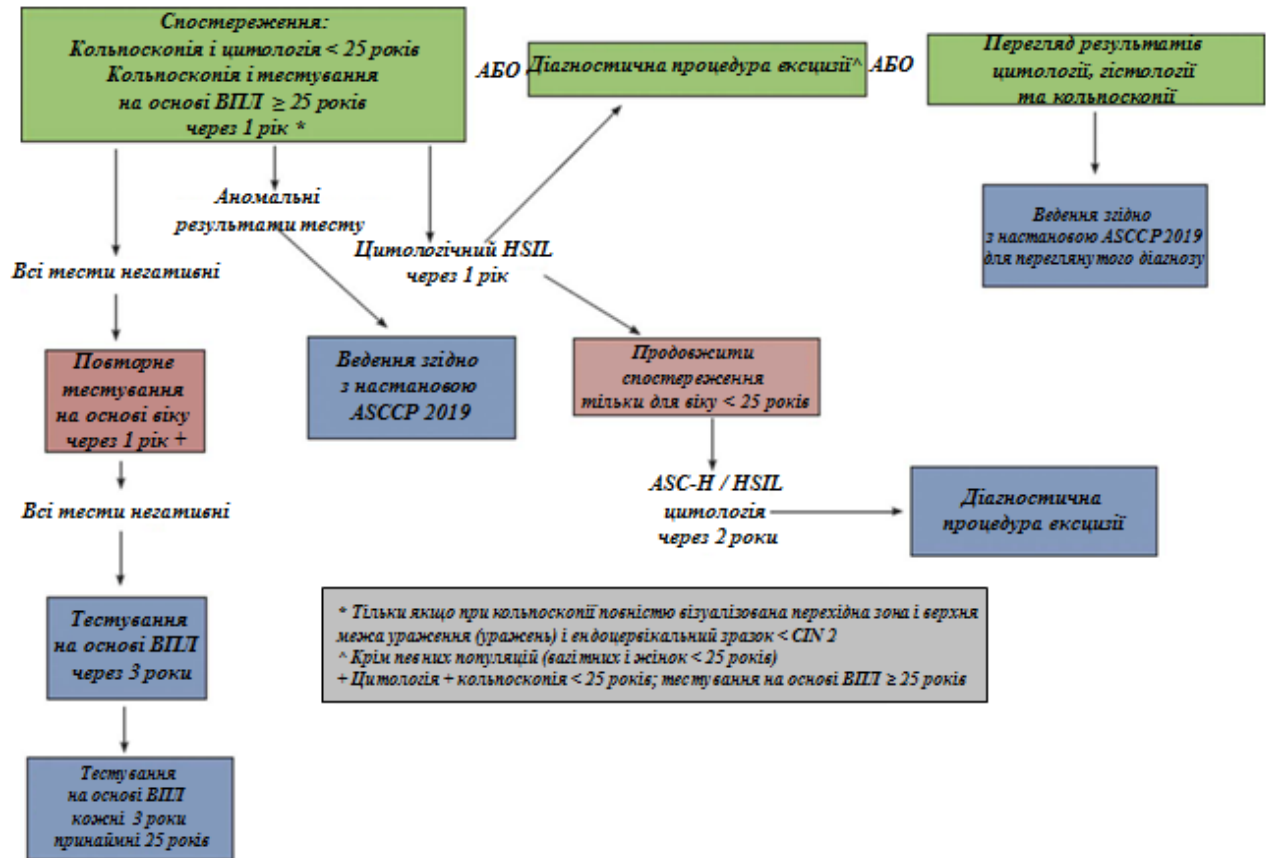 Спостереження:
Кольпоскопія і цитологія < 25 років
Кольпоскопія і тестування
на основі ВПЛ ≥ 25 років
через 1 рік *
АБО
Діагностична процедура ексцизії^
АБО
Перегляд результатів
цитології, гістології
та кольпоскопії
Аномальні
результати тесту
Цитологічний HSIL
через 1 рік
Всі тести негативні
Ведення згідно
з настановою ASCCP 2019
для переглянутого діагнозу
Повторне
тестування
на основі віку
через 1 рік +
Ведення згідно
з настановою
ASCCP 2019
Продовжити
спостереження
тільки для віку < 25 років
Всі тести негативні
ASC-H / HSIL
цитологія
через 2 роки
Діагностична
процедура ексцизії
Тестування
на основі ВПЛ
через 3 роки
* Тільки якщо при кольпоскопії повністю візуалізована перехідна зона і верхня
межа ураження (уражень) і ендоцервікальний зразок < CIN 2
^ Крім певних популяцій (вагітних і жінок < 25 років)
+ Цитологія + кольпоскопія < 25 років; тестування на основі ВПЛ ≥ 25 років
Тестування
на основі ВПЛ
кожні 3 роки
принаймні 25 років